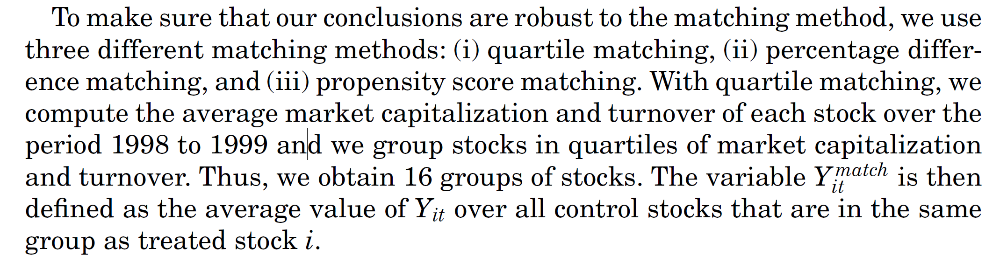 To make sure that our conclusions are robust to the matching method, we use
three different matching methods: (i) quartile matching, (ii) percentage differ-
ence matching, and (iii) propensity score matching. With quartile matching, we
compute the average market capitalization and turnover of each stock over the
period 1998 to 1999 and we group stocks in quartiles of market capitalization
and turnover. Thus, we obtain 16 groups of stocks. The variable $Y_{it}^{match}$ is then
defined as the average value of $Y_{it}$ over all control stocks that are in the same
group as treated stock i.